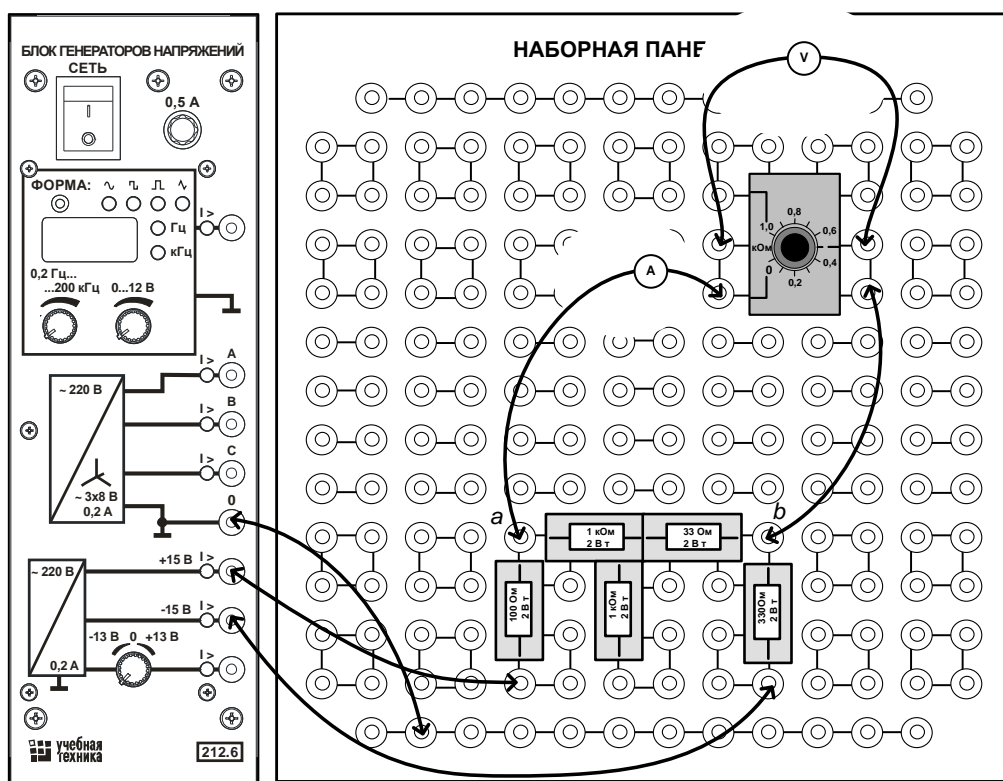 БЛОК ГЕНЕРАТОРОВ НАПРЯЖЕНИЙ
СЕТЬ
I
0,5 А
ФОРМА:
I >
Гц
кГц
0,2 Гц...
...200 кГц
0...12 В
I >
A
~ 220 В
I >
B
I >
C
~ 3х8 В
0,2 А
0
~ 220 В
+15 В
I >
-15 В
I >
-13 В 0 +13 В
I >
0,2 А
учебная
техника
212.6
НАБОРНАЯ ПАНЕ
V
A
0,8
1,0
0,6
кОм
0,4
0
0,2
a
b
1 кОм
2 Вт
33 Ом
2 Вт
100 Ом
2 Вт
1 кОм
2 Вт
330Ом
2 Вт